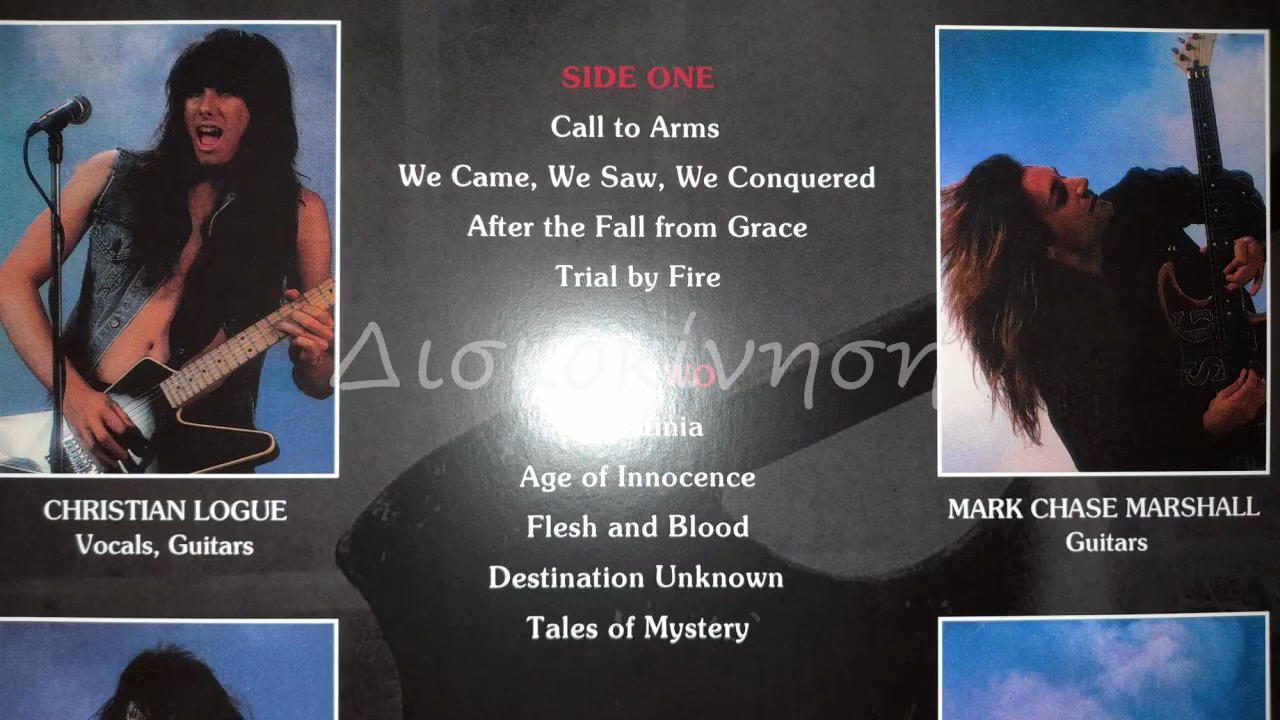 SIDE ONE
Call to Arms
We Came, We Saw, We Conquered
After the Fall from Grace
Trial by Fire
Δισκοκίνηση
Age of Innocence
Flesh and Blood
Destination Unknown
Tales of Mystery
CHRISTIAN LOGUE
Vocals, Guitars
MARK CHASE MARSHALL
Guitars